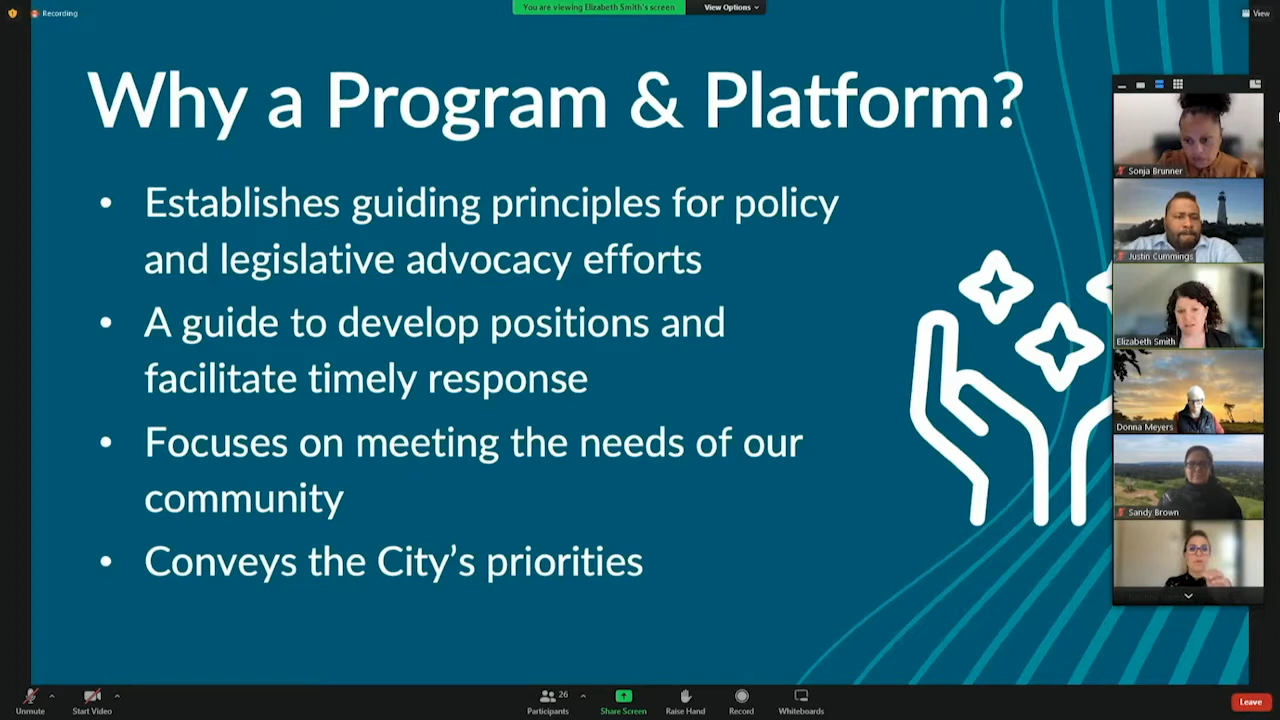 Recording
You are viewing Elizabeth Smith's screen
View Options
View
Why a Program & Platform?
• Establishes guiding principles for policy
and legislative advocacy efforts
• A guide to develop positions and
facilitate timely response
• Focuses on meeting the needs of our
community
• Conveys the City’s priorities
Sonja Brunner
Justin Cummings
Elizabeth Smith
Donna Meyers
Sandy Brown
Unmute
Start Video
26
Participants
Share Screen
Raise Hand
Record
Whiteboards
Leave